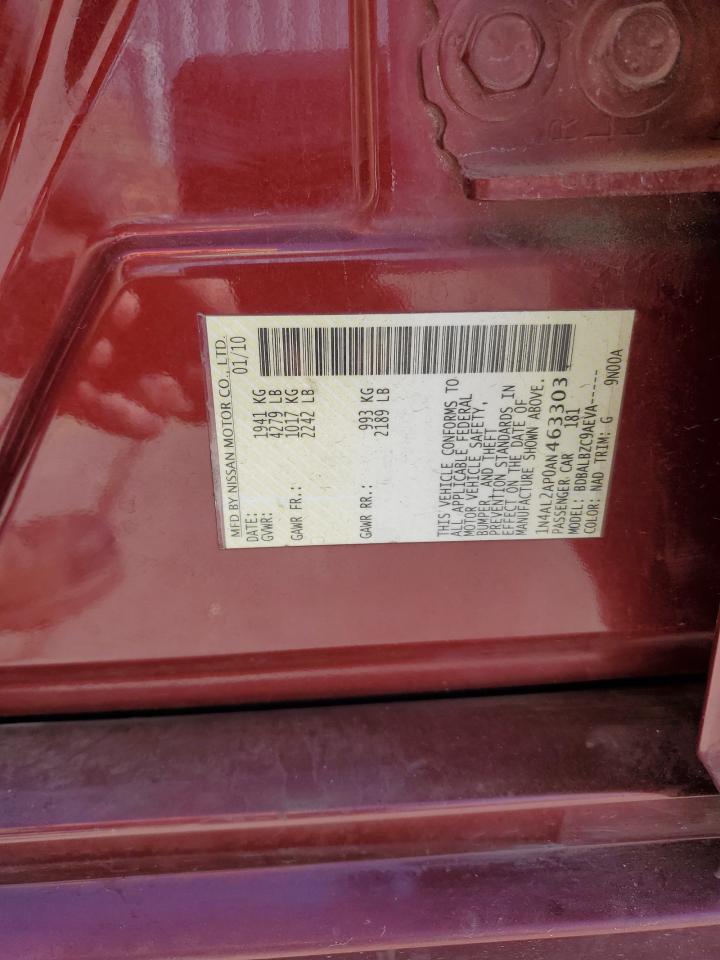 MFD BY NISSAN MOTOR CO., LTD.
DATE: 01/10
GVWR: 1941 KG
4279 LB
GAWR FR.: 1017 KG
2242 LB
GAWR RR.: 993 KG
2189 LB
THIS VEHICLE CONFORMS TO
ALL APPLICABLE FEDERAL
MOTOR VEHICLE SAFETY,
BUMPER, AND THEFT
PREVENTION STANDARDS IN
EFFECT ON THE DATE OF
MANUFACTURE SHOWN ABOVE.
1N4AL2AP0AN463303
PASSENGER CAR 181
MODEL: BDBALBZC9AEVA------
COLOR: NAD TRIM: G 9N00A
R
L L